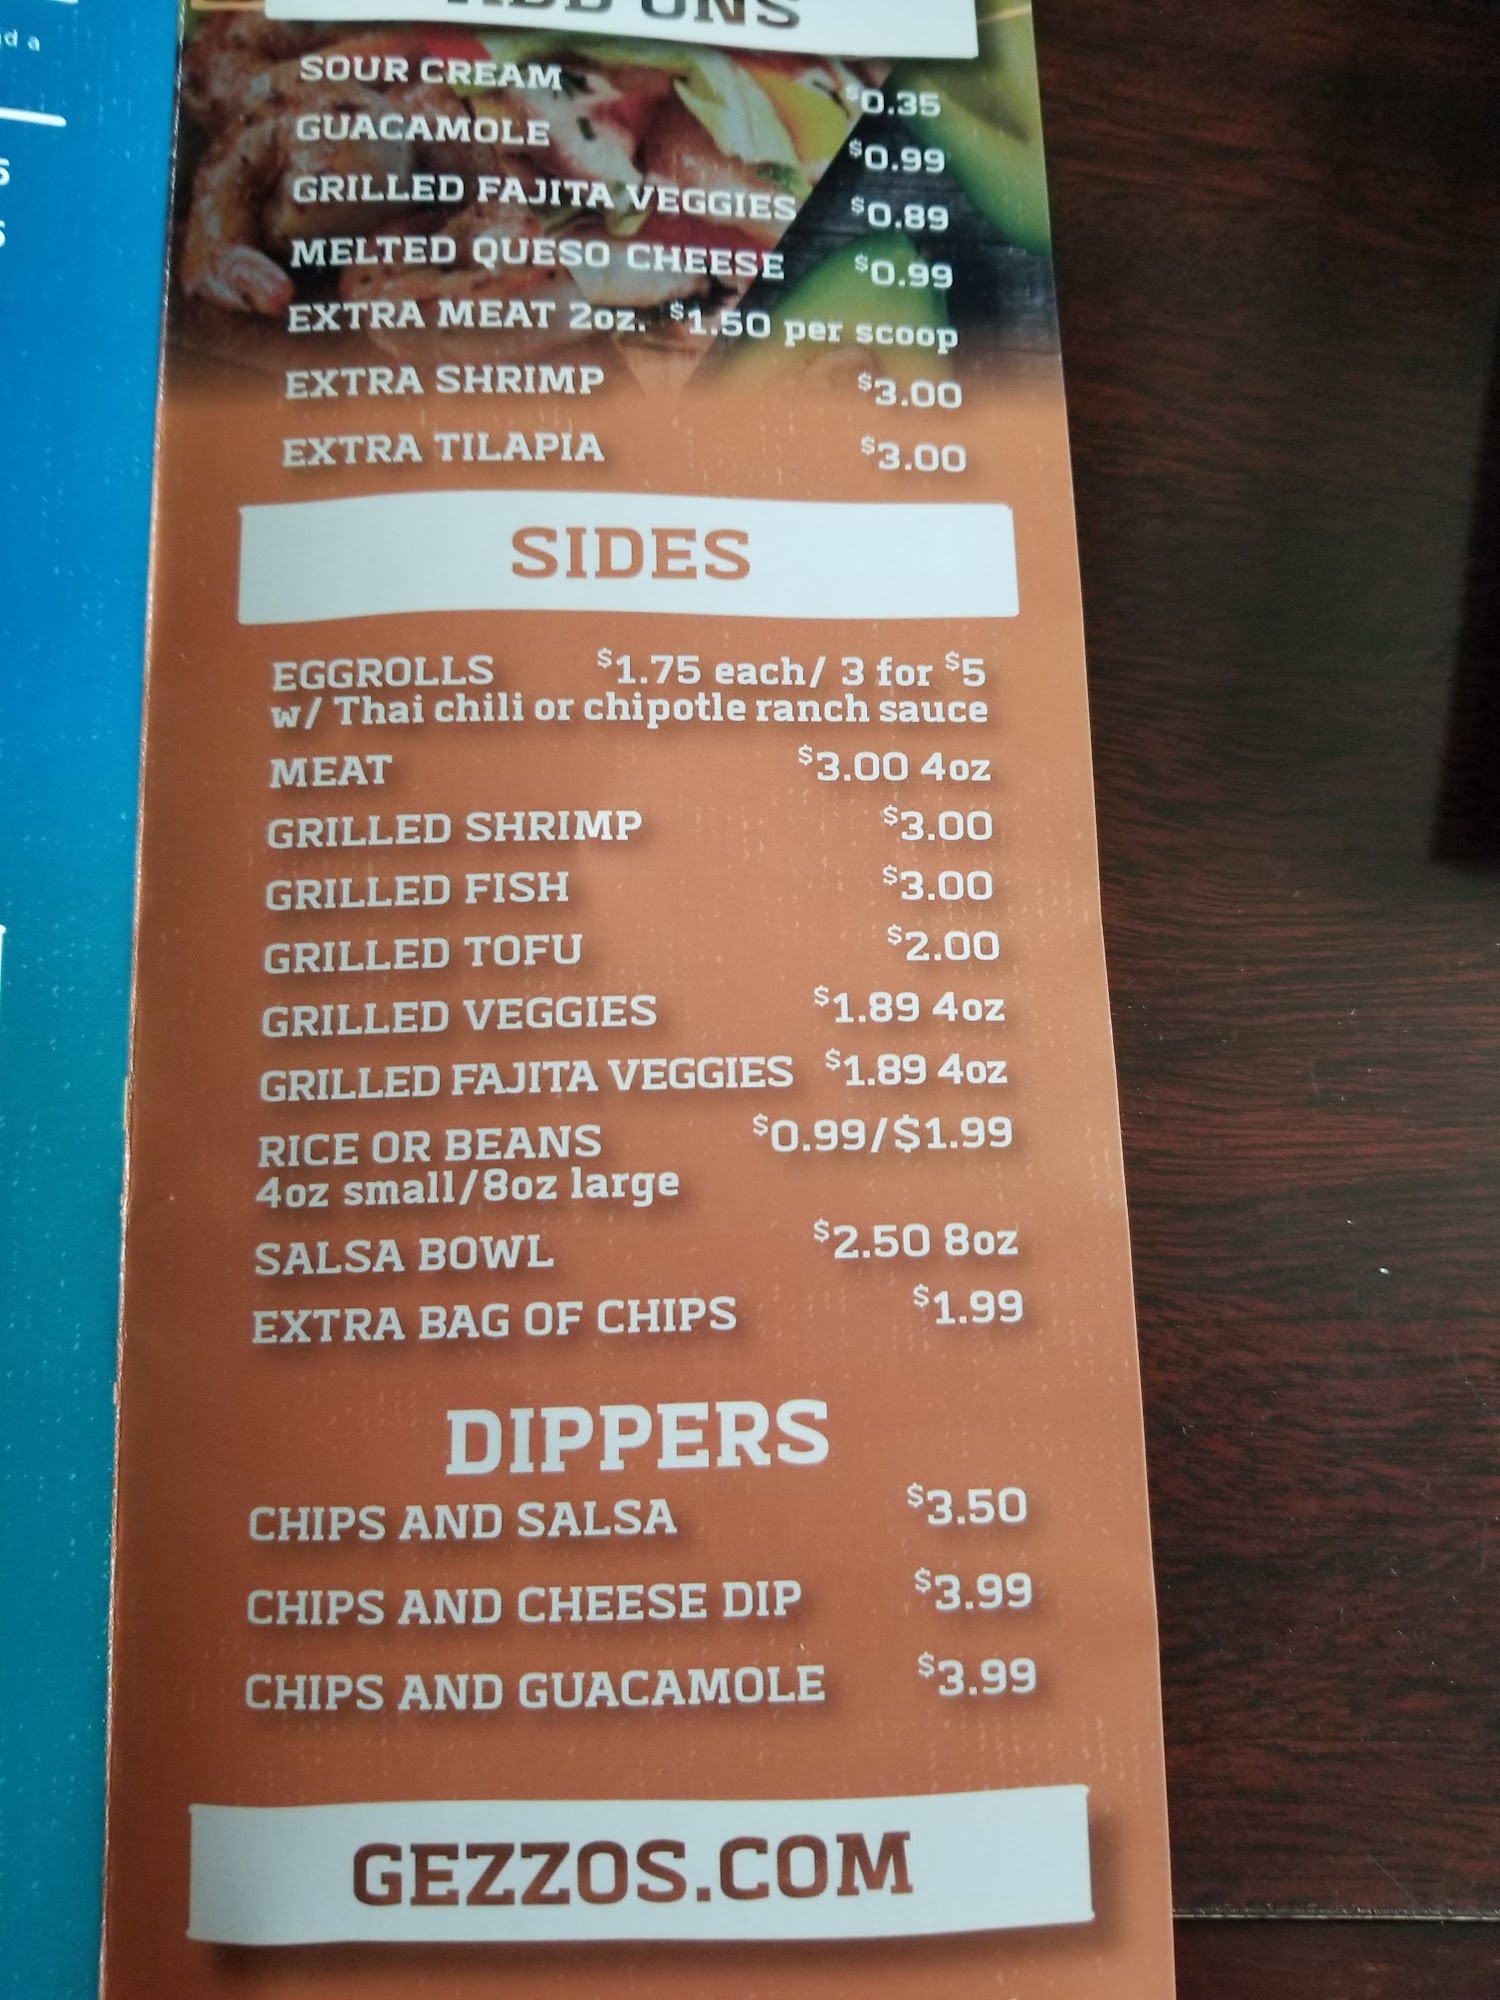 ADD ONS
SOUR CREAM $0.35
GUACAMOLE $0.99
GRILLED FAJITA VEGGIES $0.89
MELTED QUESO CHEESE $0.99
EXTRA MEAT 2oz. $1.50 per scoop
EXTRA SHRIMP $3.00
EXTRA TILAPIA $3.00
SIDES
EGGROLLS $1.75 each/ 3 for $5
w/ Thai chili or chipotle ranch sauce
MEAT $3.00 4oz
GRILLED SHRIMP $3.00
GRILLED FISH $3.00
GRILLED TOFU $2.00
GRILLED VEGGIES $1.89 4oz
GRILLED FAJITA VEGGIES $1.89 4oz
RICE OR BEANS $0.99/$1.99
4oz small/8oz large
SALSA BOWL $2.50 8oz
EXTRA BAG OF CHIPS $1.99
DIPPERS
CHIPS AND SALSA $3.50
CHIPS AND CHEESE DIP $3.99
CHIPS AND GUACAMOLE $3.99
GEZZOS.COM